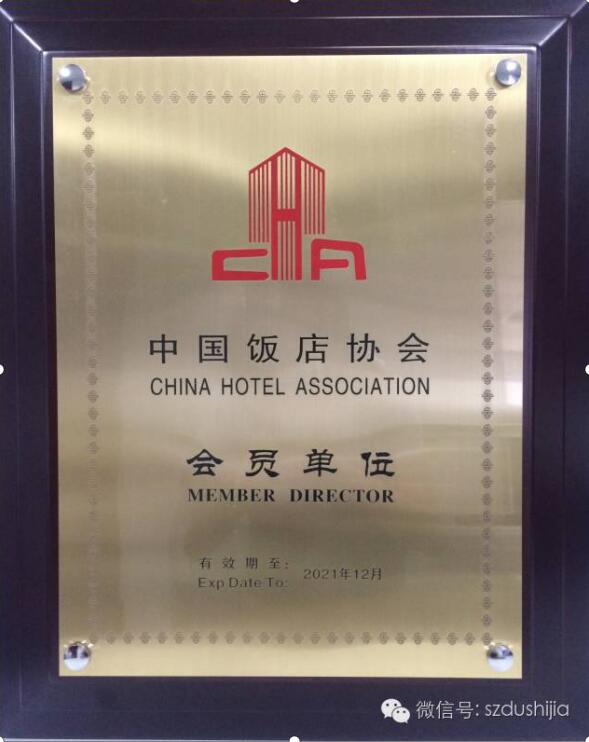 CHA
中国饭店协会
CHINA HOTEL ASSOCIATION
会员单位
MEMBER DIRECTOR
有效期至:
Exp Date To: 2021年12月
微信号: szdushijia